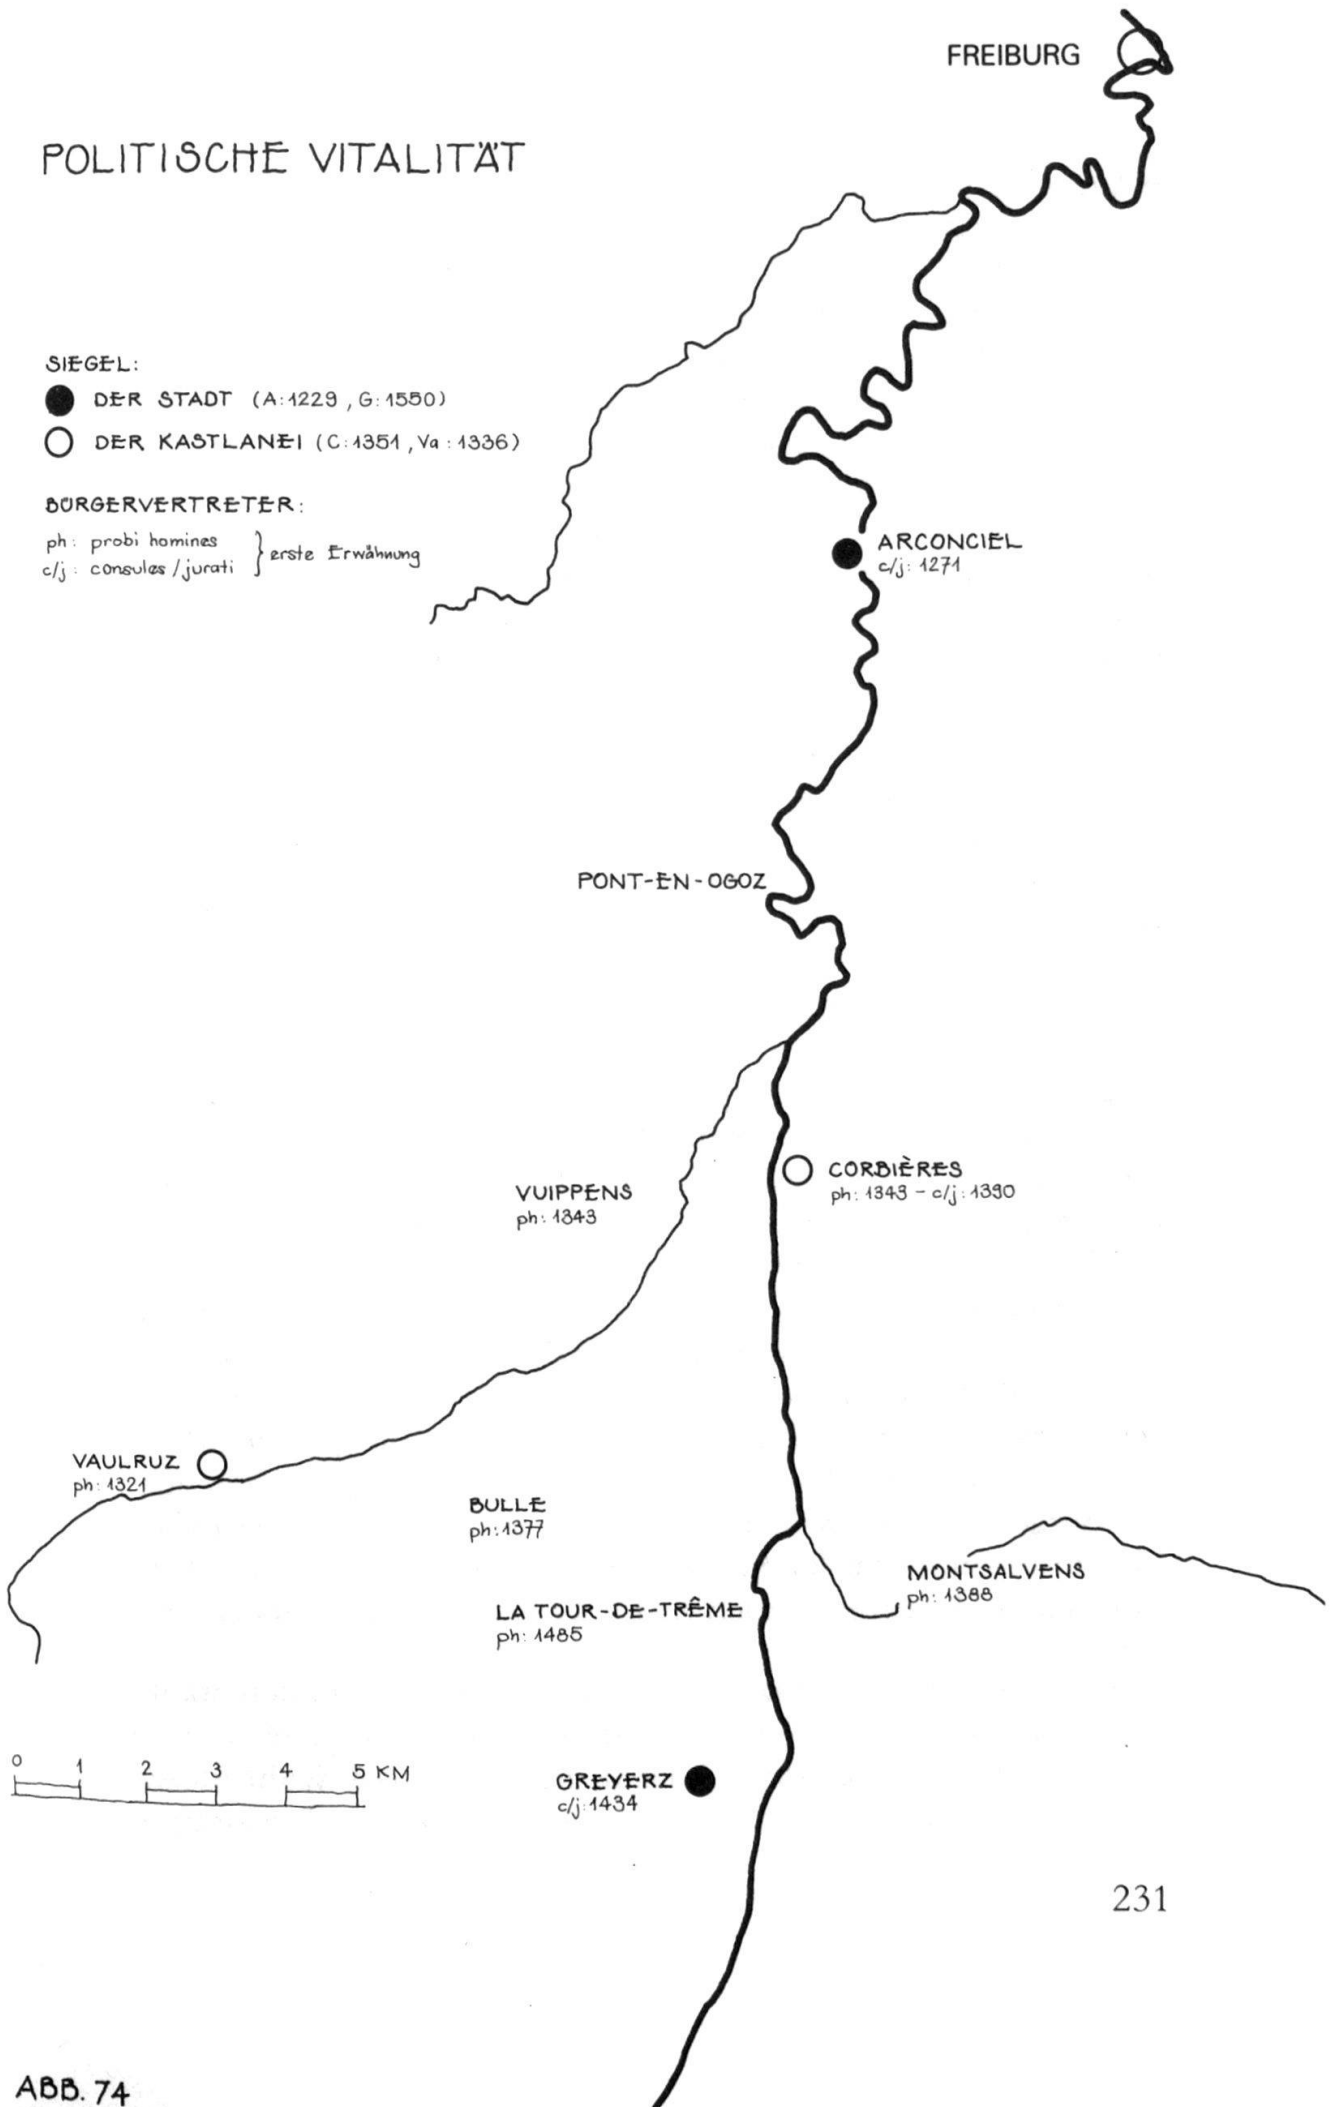 FREIBURG
POLITISCHE VITALITÄT
SIEGEL:
DER STADT (A:1229, G:1550)
DER KASTLANEI (C:1351, Va:1336)
BÜRGERVERTRETER:
ph: probi homines
c/j: consules/jurati
} erste Erwähnung
ARCONCIEL
c/j: 1271
PONT-EN-OGOZ
CORBIÈRES
ph: 1343 – c/j: 1390
VUIPPENS
ph: 1343
VAULRUZ
ph: 1321
BULLE
ph: 1377
MONTSALVENS
ph: 1388
LA TOUR-DE-TRÊME
ph: 1485
0 1 2 3 4 5 KM
GREYERZ
c/j: 1434
231
ABB. 74